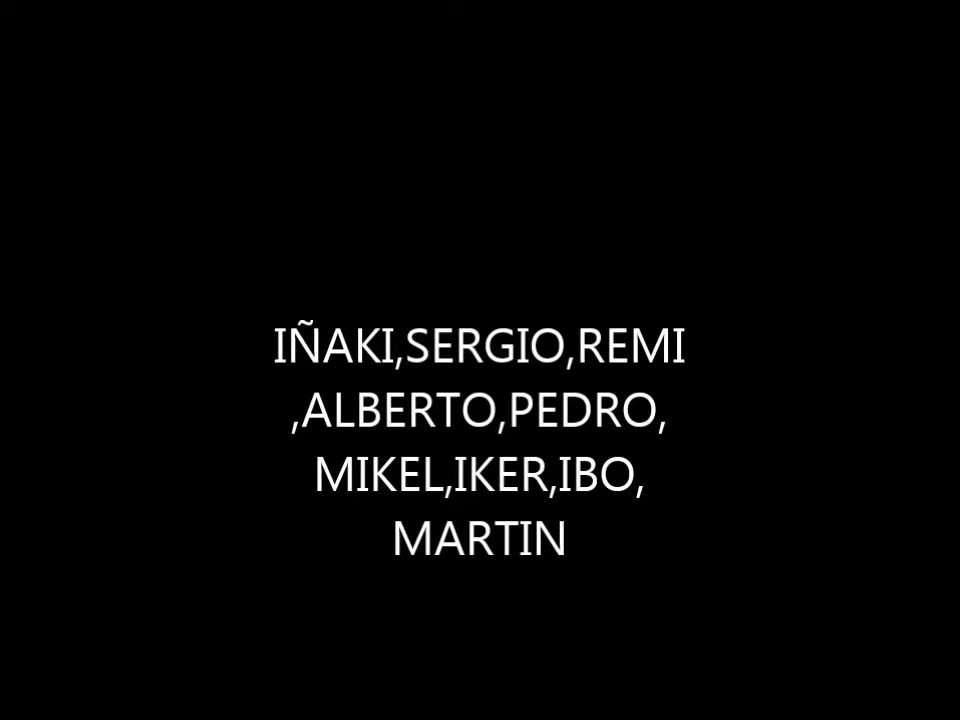 IÑAKI,SERGIO,REMI
,ALBERTO,PEDRO,
MIKEL,IKER,IBO,
MARTIN